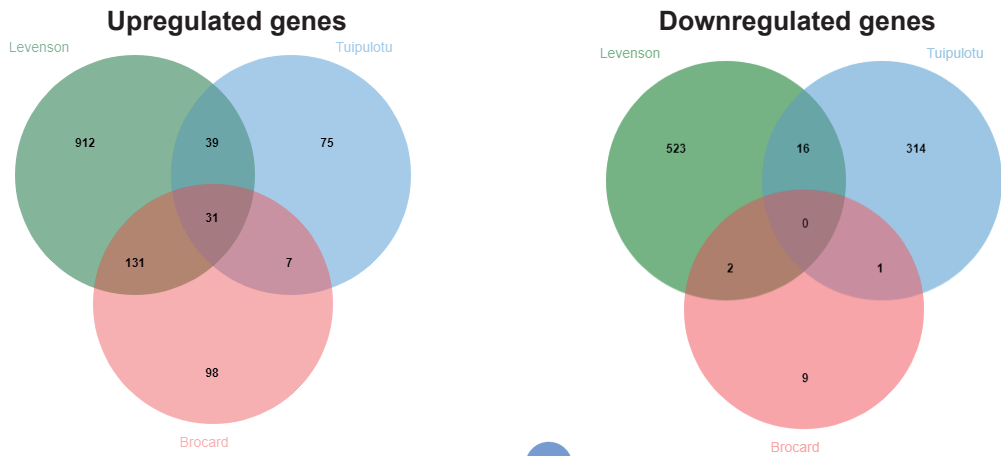 Upregulated genes
Levenson
Tuipulotu
912
39
75
31
131
7
98
Brocard
Downregulated genes
Levenson
Tuipulotu
523
16
314
0
2
1
9
Brocard